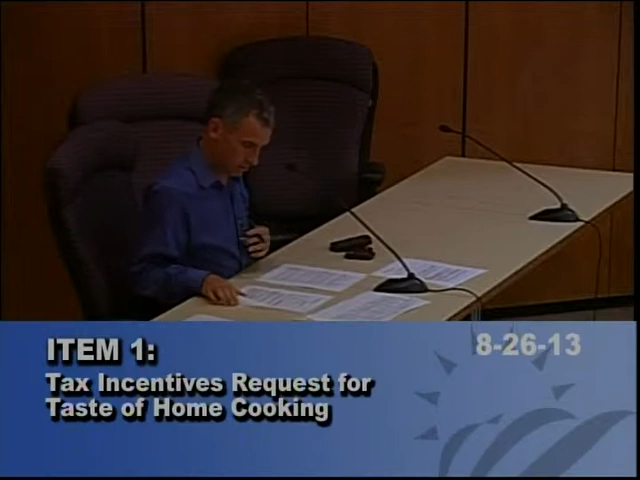 ITEM 1:
8-26-13
Tax Incentives Request for
Taste of Home Cooking